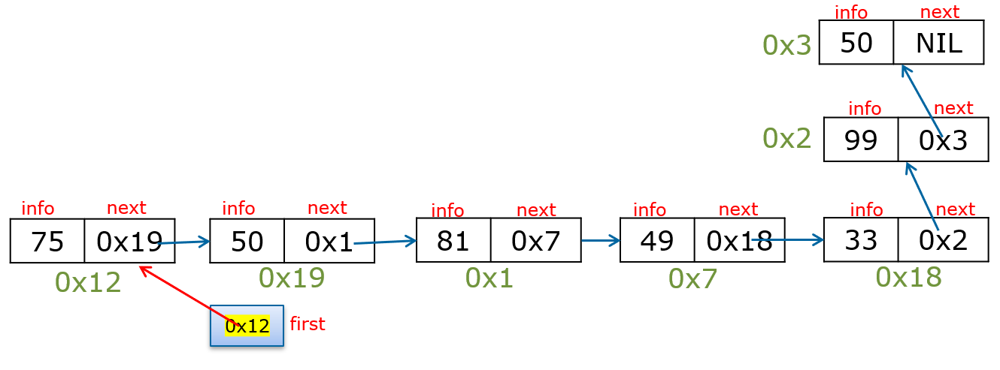 info next
0x3 50 NIL
info next
0x2 99 0x3
info next info next info next info next info next
75 0x19 50 0x1 81 0x7 49 0x18 33 0x2
0x12 0x19 0x1 0x7 0x18
0x12 first